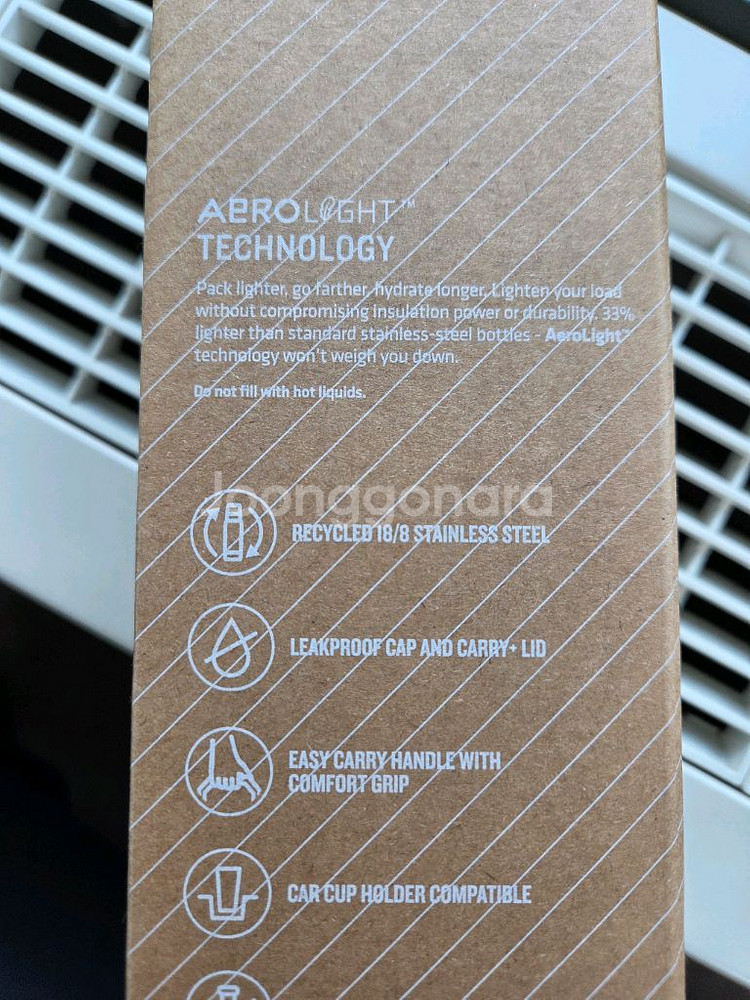 AEROLIGHT™
TECHNOLOGY
Pack lighter, go farther, hydrate longer. Lighten your load
without compromising insulation power or durability. 33%
lighter than standard stainless-steel bottles - AeroLight™
technology won't weigh you down.
Do not fill with hot liquids.
Joonggonara
RECYCLED 18/8 STAINLESS STEEL
LEAKPROOF CAP AND CARRY+ LID
EASY CARRY HANDLE WITH
COMFORT GRIP
CAR CUP HOLDER COMPATIBLE